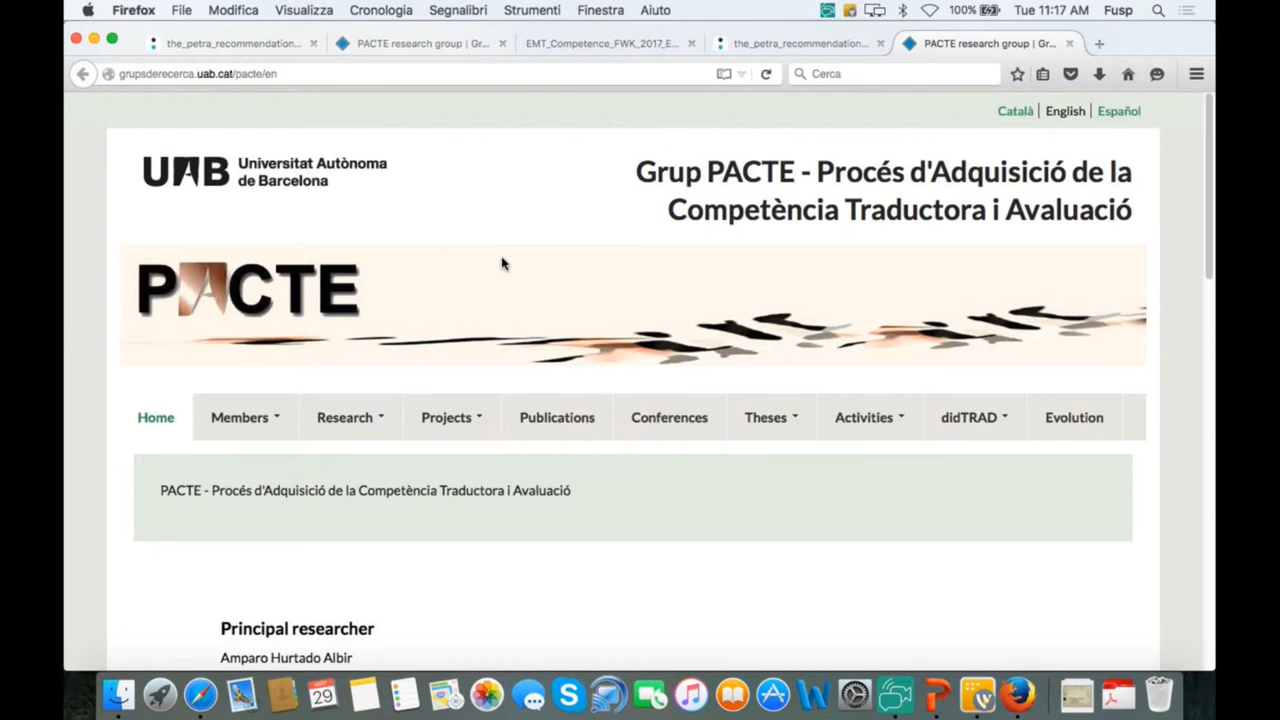 Firefox File Modifica Visualizza Cronologia Segnalibri Strumenti Finestra Aiuto 100% Tue 11:17 AM Fusp
the_petra_recommendation... PACTE research group | Gr... EMT_Competence_FWK_2017_E... the_petra_recommendation... PACTE research group | Gr...
grupsderecerca.uab.cat/pacte/en Cerca
Català | English | Español
UAB Universitat Autònoma
de Barcelona
Grup PACTE - Procés d'Adquisició de la
Competència Traductora i Avaluació
PACTE
Home Members Research Projects Publications Conferences Theses Activities didTRAD Evolution
PACTE - Procés d'Adquisició de la Competència Traductora i Avaluació
Principal researcher
Amparo Hurtado Albir
29